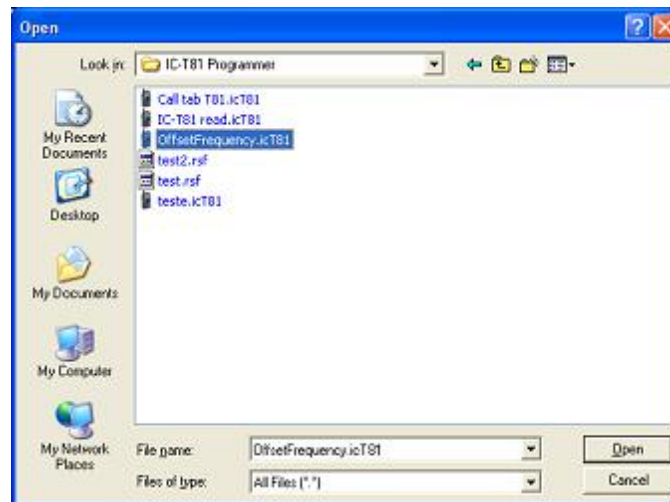 Open
Look in: IC-T81 Programmer
My Recent
Documents
Desktop
My Documents
My Computer
My Network
Places
Call tab T81.icT81
IC-T81 read.icT81
OffsetFrequency.icT81
test2.rsf
test.rsf
teste.icT81
File name: OffsetFrequency.icT81 Open
Files of type: All Files (*.*) Cancel